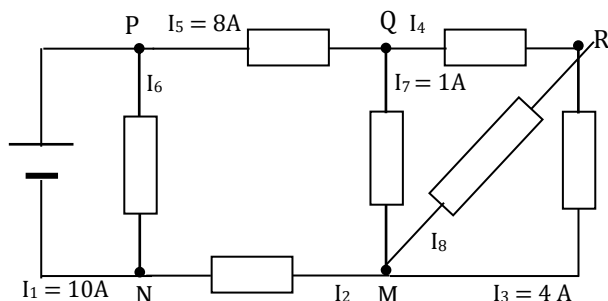 P I₅ = 8A Q I₄ R
I₆ I₇ = 1A
I₈
I₁ = 10A N I₂ M I₃ = 4 A